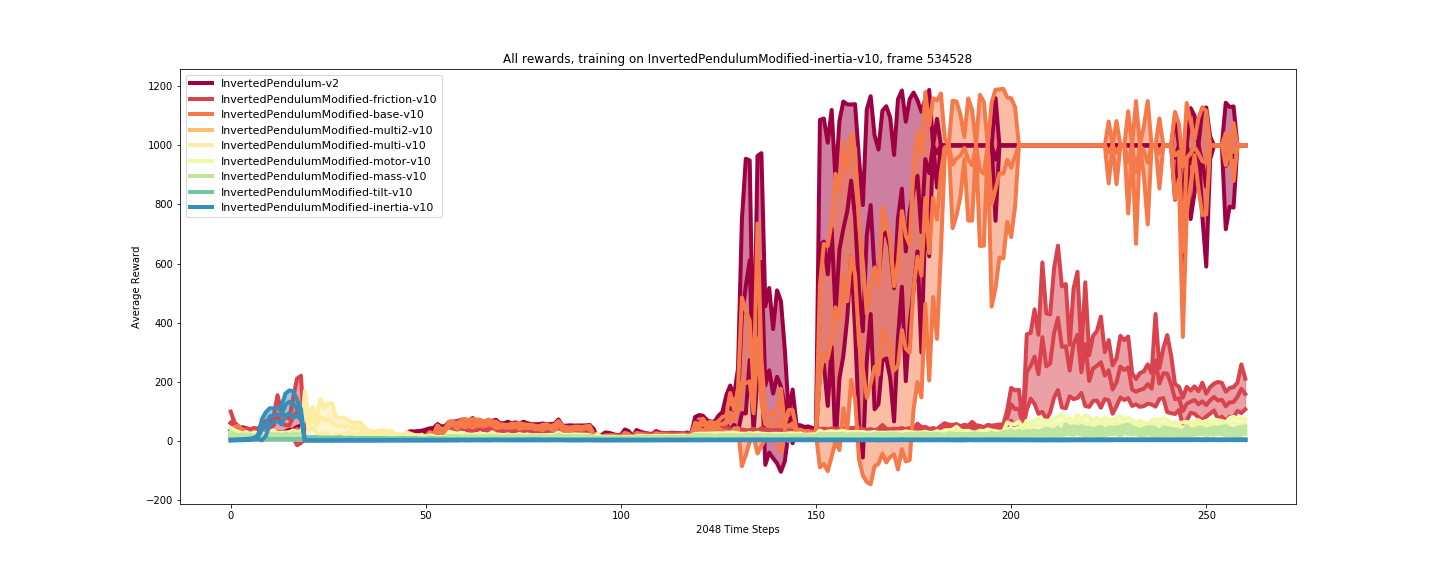 All rewards, training on InvertedPendulumModified-inertia-v10, frame 534528
InvertedPendulum-v2
InvertedPendulumModified-friction-v10
InvertedPendulumModified-base-v10
InvertedPendulumModified-multi2-v10
InvertedPendulumModified-multi-v10
InvertedPendulumModified-motor-v10
InvertedPendulumModified-mass-v10
InvertedPendulumModified-tilt-v10
InvertedPendulumModified-inertia-v10
1200
1000
800
600
400
200
0
−200
Average Reward
0 50 100 150 200 250
2048 Time Steps